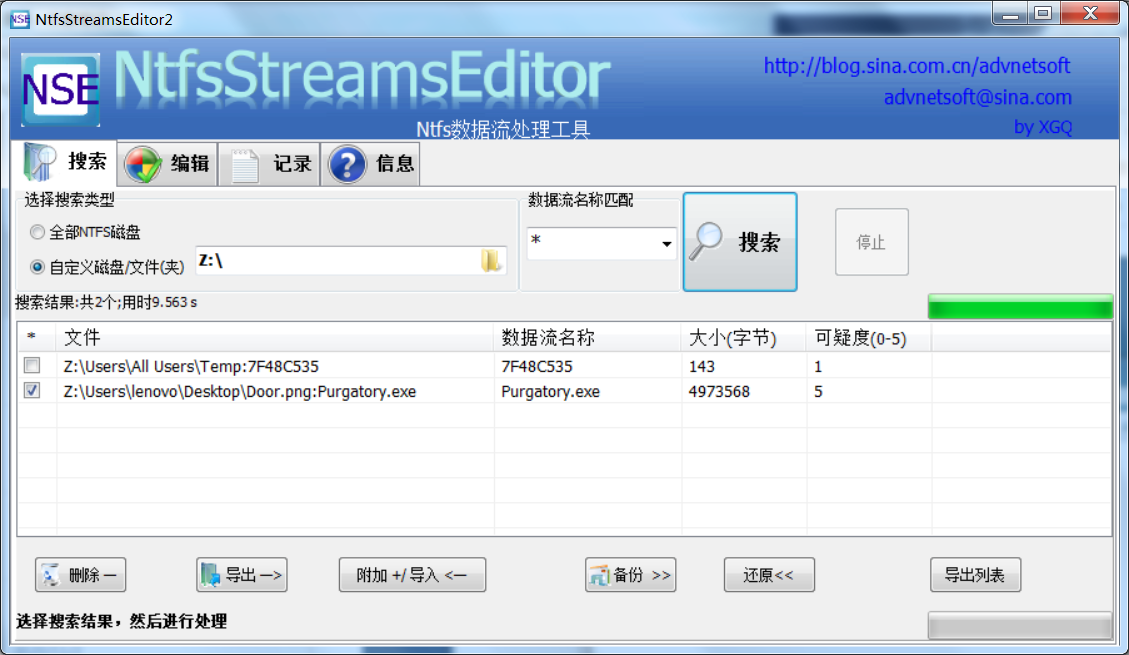 NSE NtfsStreamsEditor2
NSE NtfsStreamsEditor
Ntfs数据流处理工具
http://blog.sina.com.cn/advnetsoft
advnetsoft@sina.com
by XGQ
搜索 编辑 记录 ? 信息
选择搜索类型
全部NTFS磁盘
自定义磁盘/文件(夹) Z:\
数据流名称匹配
*
搜索
停止
搜索结果:共2个;用时9.563 s
* 文件 数据流名称 大小(字节) 可疑度(0-5)
Z:\Users\All Users\Temp:7F48C535 7F48C535 143 1
Z:\Users\lenovo\Desktop\Door.png:Purgatory.exe Purgatory.exe 4973568 5
删除 — 导出 —> 附加 +/ 导入 <— 备份 >> 还原<< 导出列表
选择搜索结果，然后进行处理